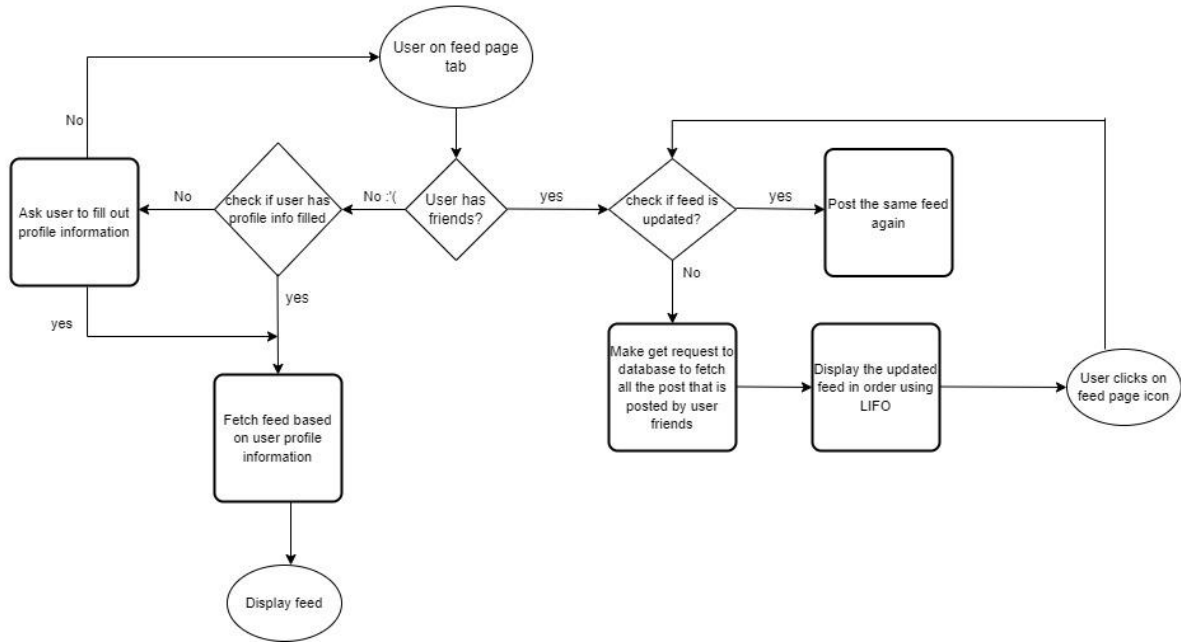 User on feed page
tab
No
No
No :'(
yes
yes
Ask user to fill out
profile information
check if user has
profile info filled
User has
friends?
check if feed is
updated?
Post the same feed
again
yes
yes
No
Make get request to
database to fetch
all the post that is
posted by user
friends
Display the updated
feed in order using
LIFO
User clicks on
feed page icon
Fetch feed based
on user profile
information
Display feed